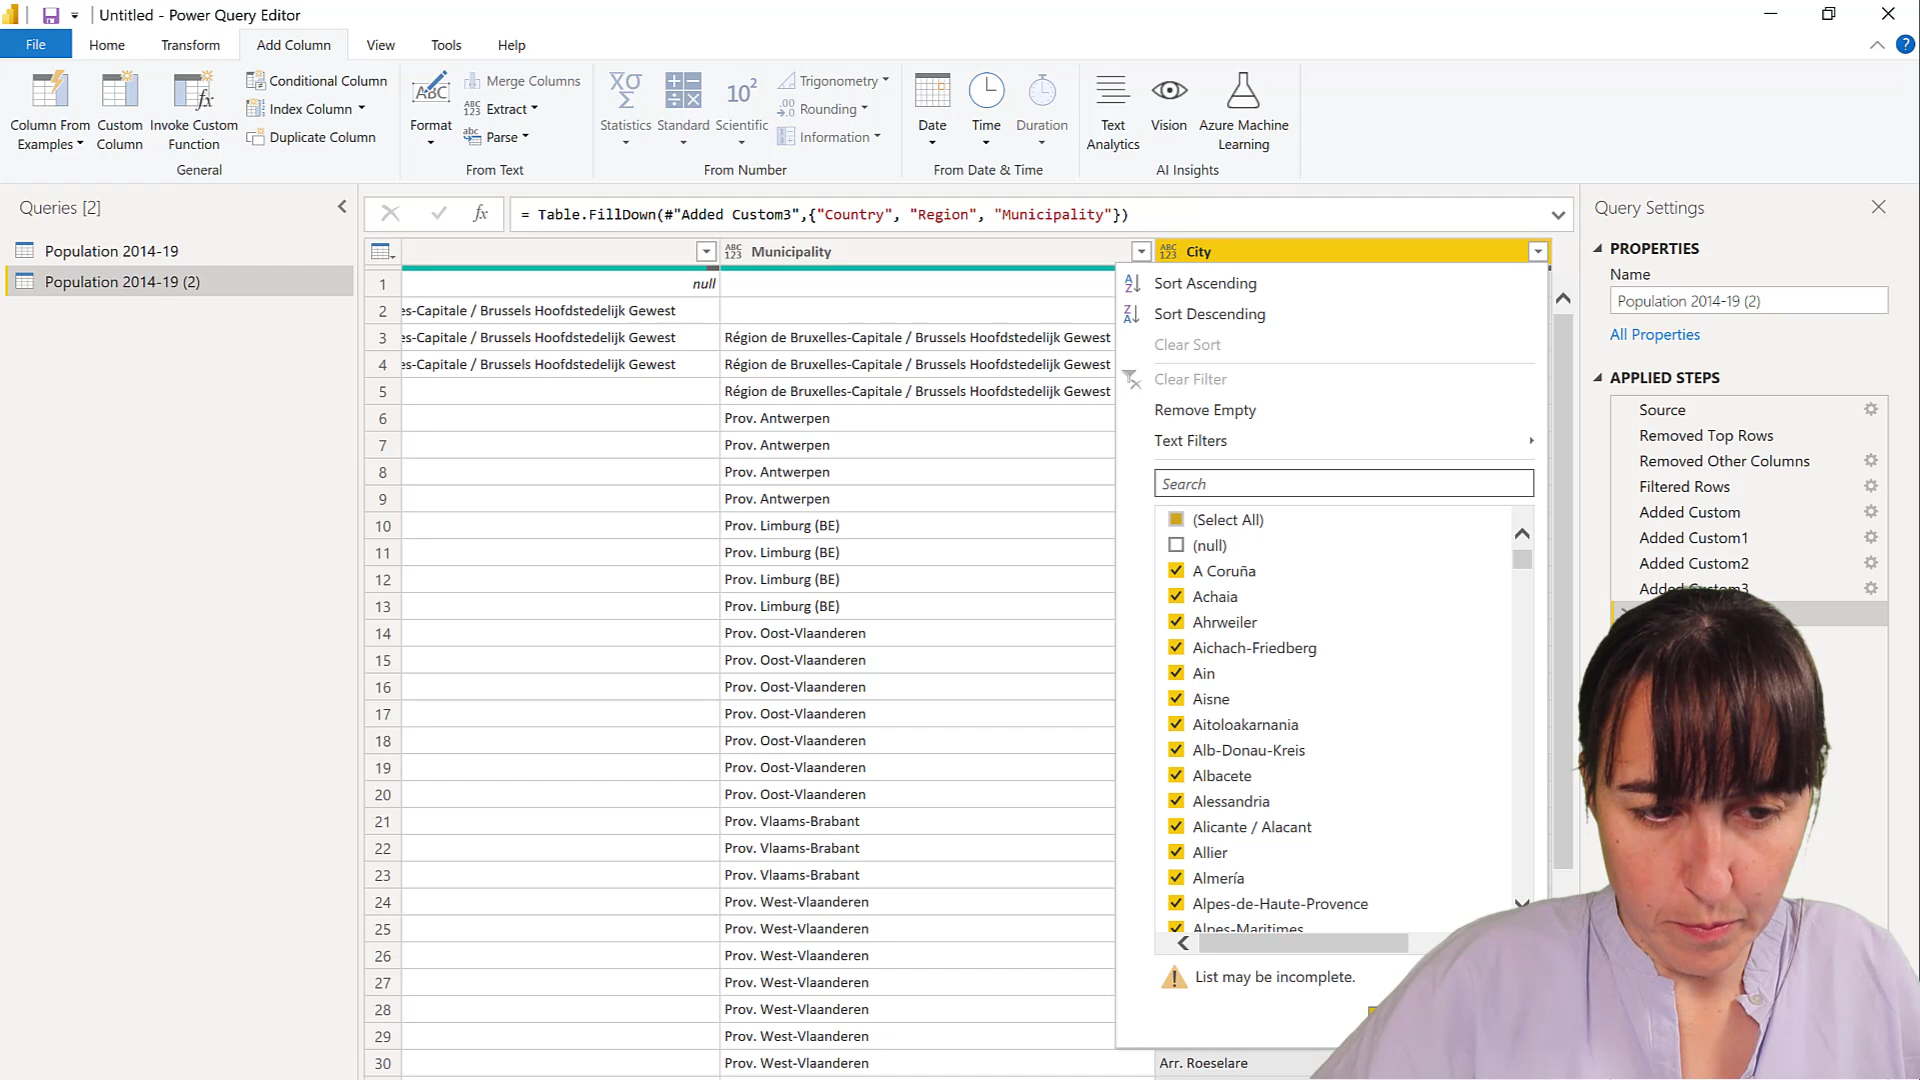 Untitled - Power Query Editor
File Home Transform Add Column View Tools Help
Column From Examples
Custom Column
Invoke Custom Function
Conditional Column
Index Column
Duplicate Column
General
Format
Merge Columns
Extract
Parse
From Text
Statistics
Standard
Scientific
Trigonometry
Rounding
Information
From Number
Date
Time
Duration
From Date & Time
Text Analytics
Vision
Azure Machine Learning
AI Insights
Queries [2]
Population 2014-19
Population 2014-19 (2)
= Table.FillDown(#"Added Custom3",{"Country", "Region", "Municipality"})
Municipality
City
1 null
2 es-Capitale / Brussels Hoofdstedelijk Gewest
3 es-Capitale / Brussels Hoofdstedelijk Gewest Région de Bruxelles-Capitale / Brussels Hoofdstedelijk Gewest
4 es-Capitale / Brussels Hoofdstedelijk Gewest Région de Bruxelles-Capitale / Brussels Hoofdstedelijk Gewest
5 Région de Bruxelles-Capitale / Brussels Hoofdstedelijk Gewest
6 Prov. Antwerpen
7 Prov. Antwerpen
8 Prov. Antwerpen
9 Prov. Antwerpen
10 Prov. Limburg (BE)
11 Prov. Limburg (BE)
12 Prov. Limburg (BE)
13 Prov. Limburg (BE)
14 Prov. Oost-Vlaanderen
15 Prov. Oost-Vlaanderen
16 Prov. Oost-Vlaanderen
17 Prov. Oost-Vlaanderen
18 Prov. Oost-Vlaanderen
19 Prov. Oost-Vlaanderen
20 Prov. Oost-Vlaanderen
21 Prov. Vlaams-Brabant
22 Prov. Vlaams-Brabant
23 Prov. Vlaams-Brabant
24 Prov. West-Vlaanderen
25 Prov. West-Vlaanderen
26 Prov. West-Vlaanderen
27 Prov. West-Vlaanderen
28 Prov. West-Vlaanderen
29 Prov. West-Vlaanderen
30 Prov. West-Vlaanderen Arr. Roeselare
Sort Ascending
Sort Descending
Clear Sort
Clear Filter
Remove Empty
Text Filters
Search
(Select All)
(null)
A Coruña
Achaia
Ahrweiler
Aichach-Friedberg
Ain
Aisne
Aitoloakarnania
Alb-Donau-Kreis
Albacete
Alessandria
Alicante / Alacant
Allier
Almería
Alpes-de-Haute-Provence
Alpes-Maritimes
List may be incomplete.
Query Settings
PROPERTIES
Name
Population 2014-19 (2)
All Properties
APPLIED STEPS
Source
Removed Top Rows
Removed Other Columns
Filtered Rows
Added Custom
Added Custom1
Added Custom2
Added Custom3